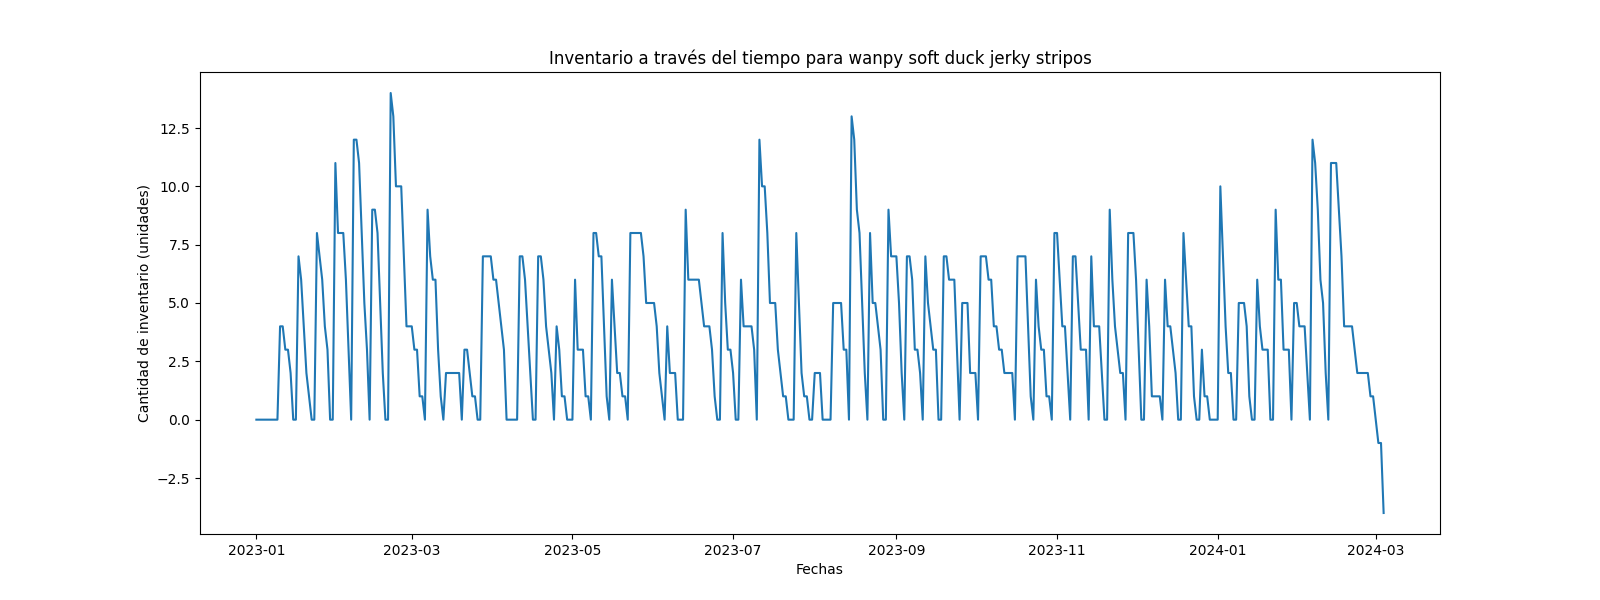 Inventario a través del tiempo para wanpy soft duck jerky stripos
Cantidad de inventario (unidades)
12.5
10.0
7.5
5.0
2.5
0.0
−2.5
2023-01 2023-03 2023-05 2023-07 2023-09 2023-11 2024-01 2024-03
Fechas